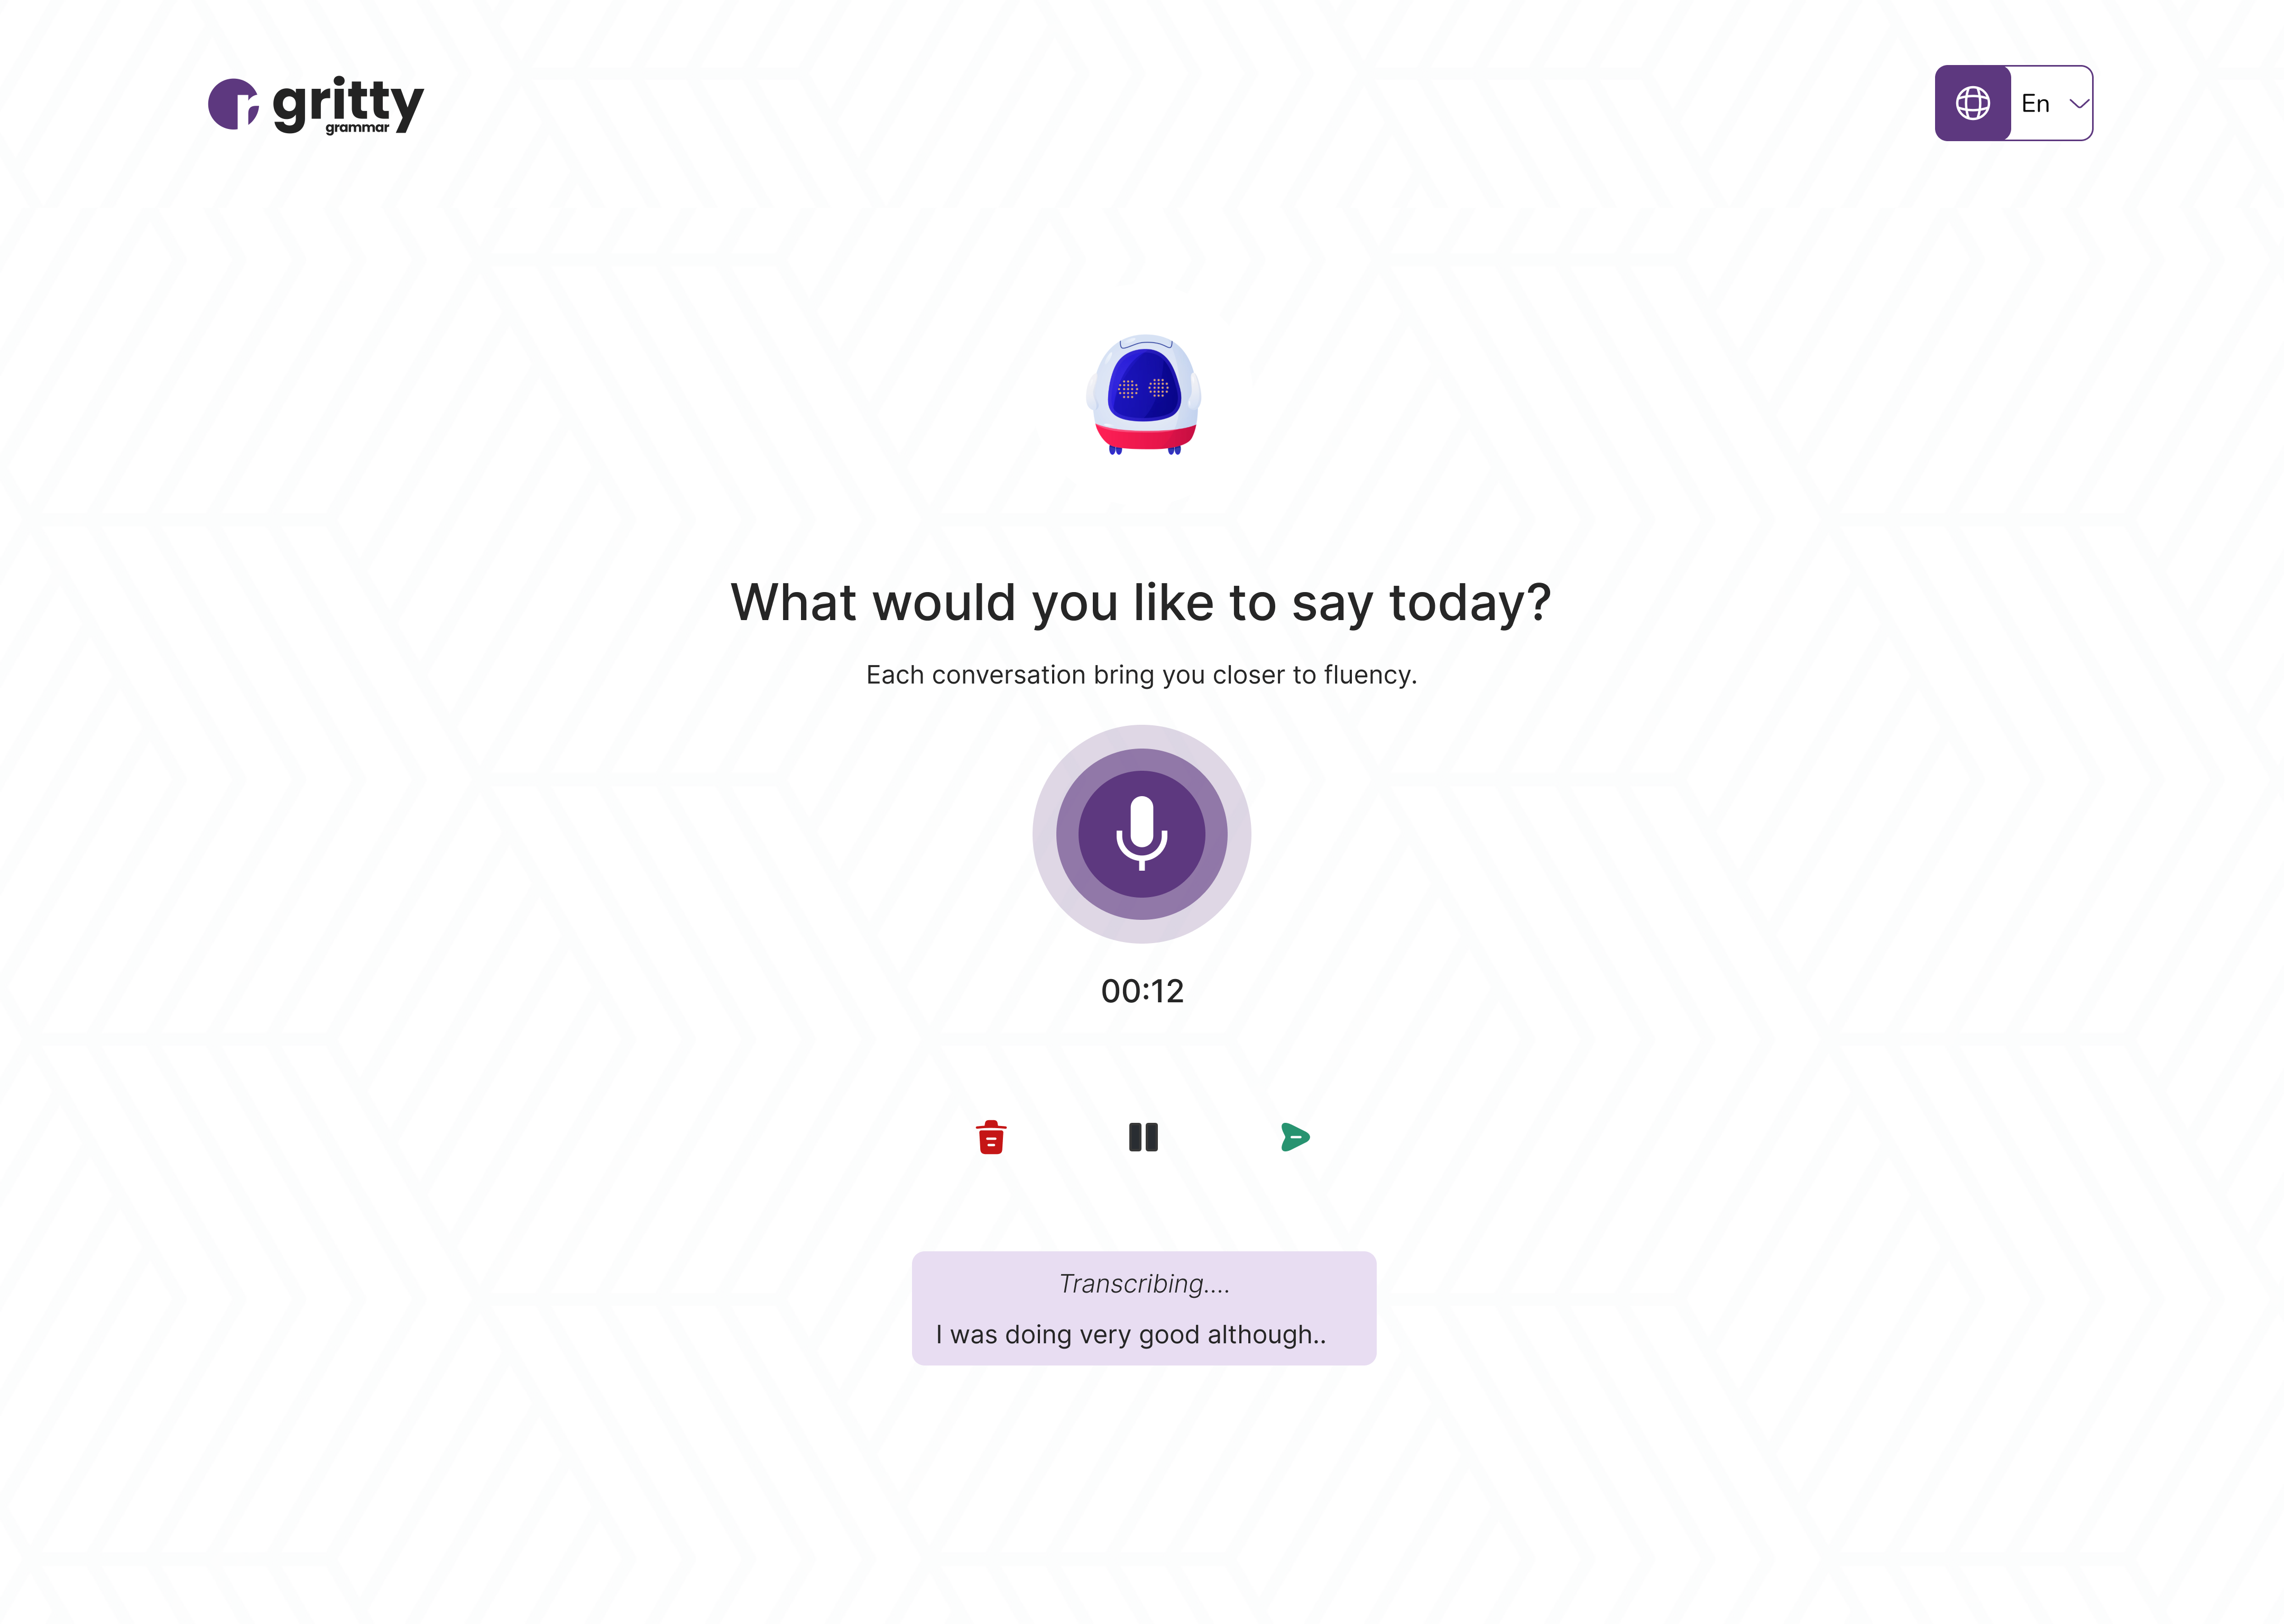 gritty
grammar
En
What would you like to say today?
Each conversation bring you closer to fluency.
00:12
Transcribing....
I was doing very good although..